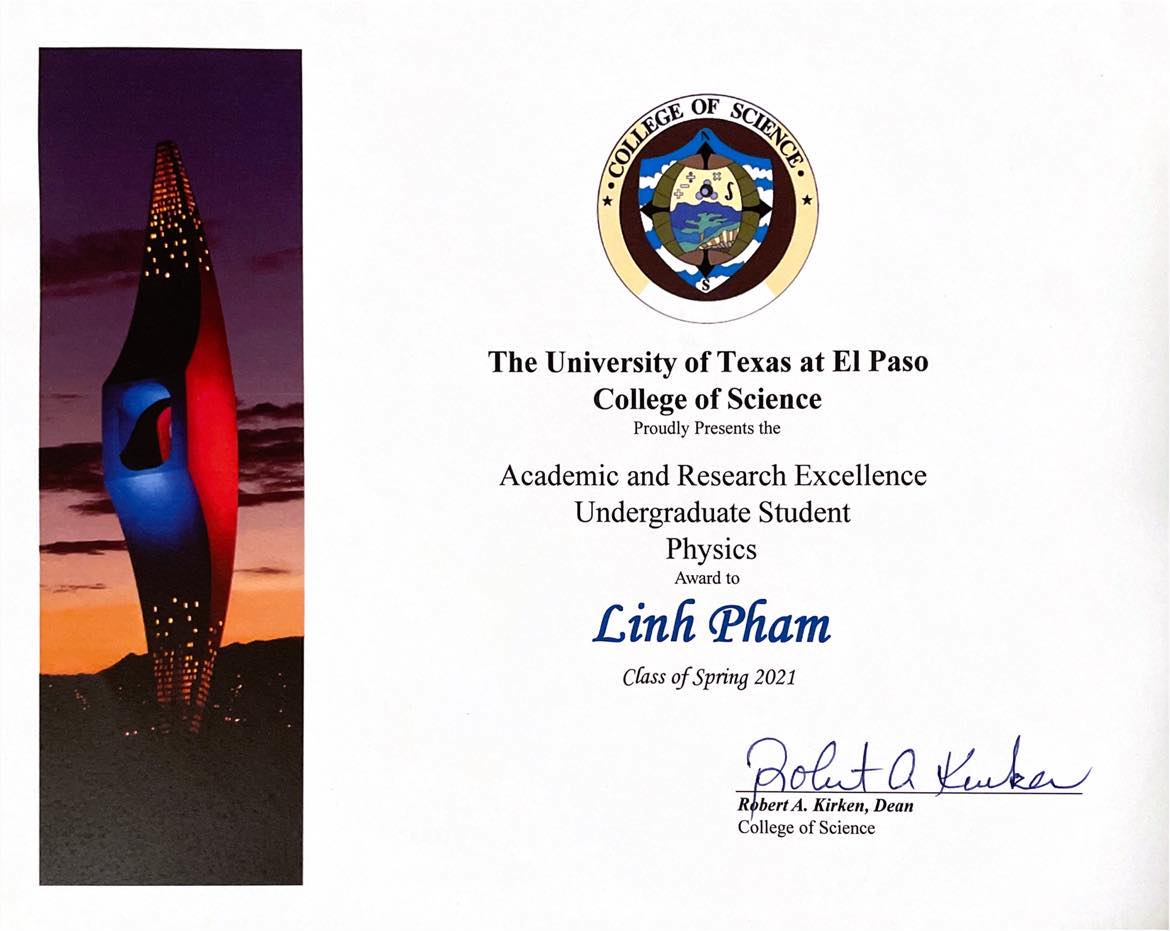 • COLLEGE OF SCIENCE •
N
S
The University of Texas at El Paso
College of Science
Proudly Presents the
Academic and Research Excellence
Undergraduate Student
Physics
Award to
Linh Pham
Class of Spring 2021
Robert A Kirken
Robert A. Kirken, Dean
College of Science